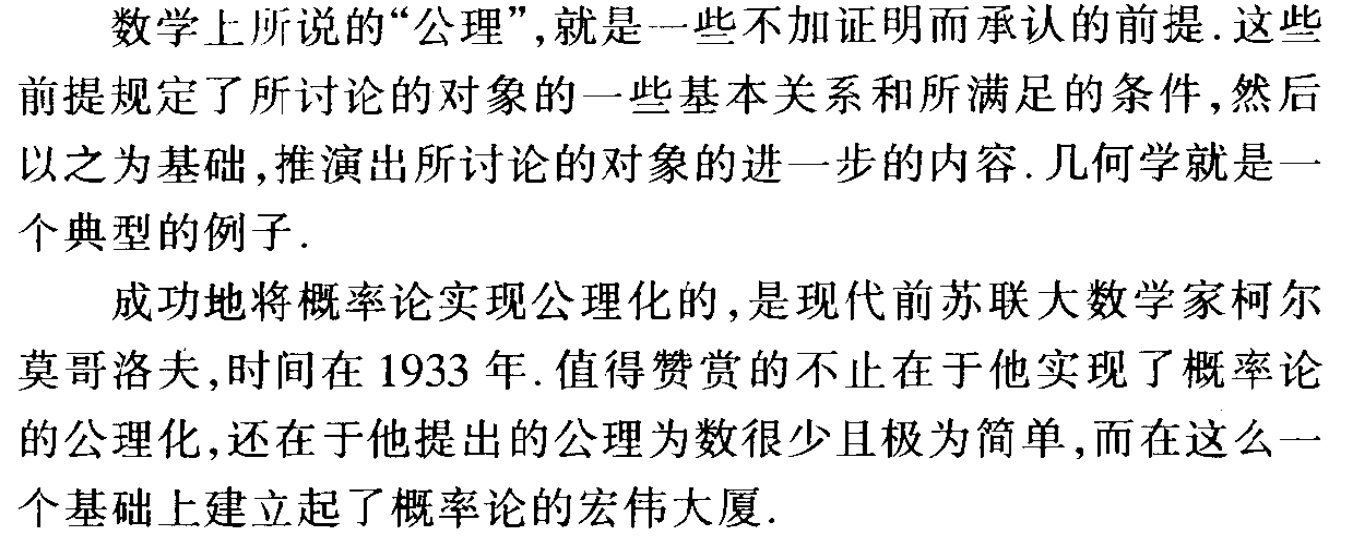 数学上所说的“公理”,就是一些不加证明而承认的前提.这些
前提规定了所讨论的对象的一些基本关系和所满足的条件,然后
以之为基础,推演出所讨论的对象的进一步的内容.几何学就是一
个典型的例子.
成功地将概率论实现公理化的,是现代前苏联大数学家柯尔
莫哥洛夫,时间在 1933 年.值得赞赏的不止在于他实现了概率论
的公理化,还在于他提出的公理为数很少且极为简单,而在这么一
个基础上建立起了概率论的宏伟大厦.